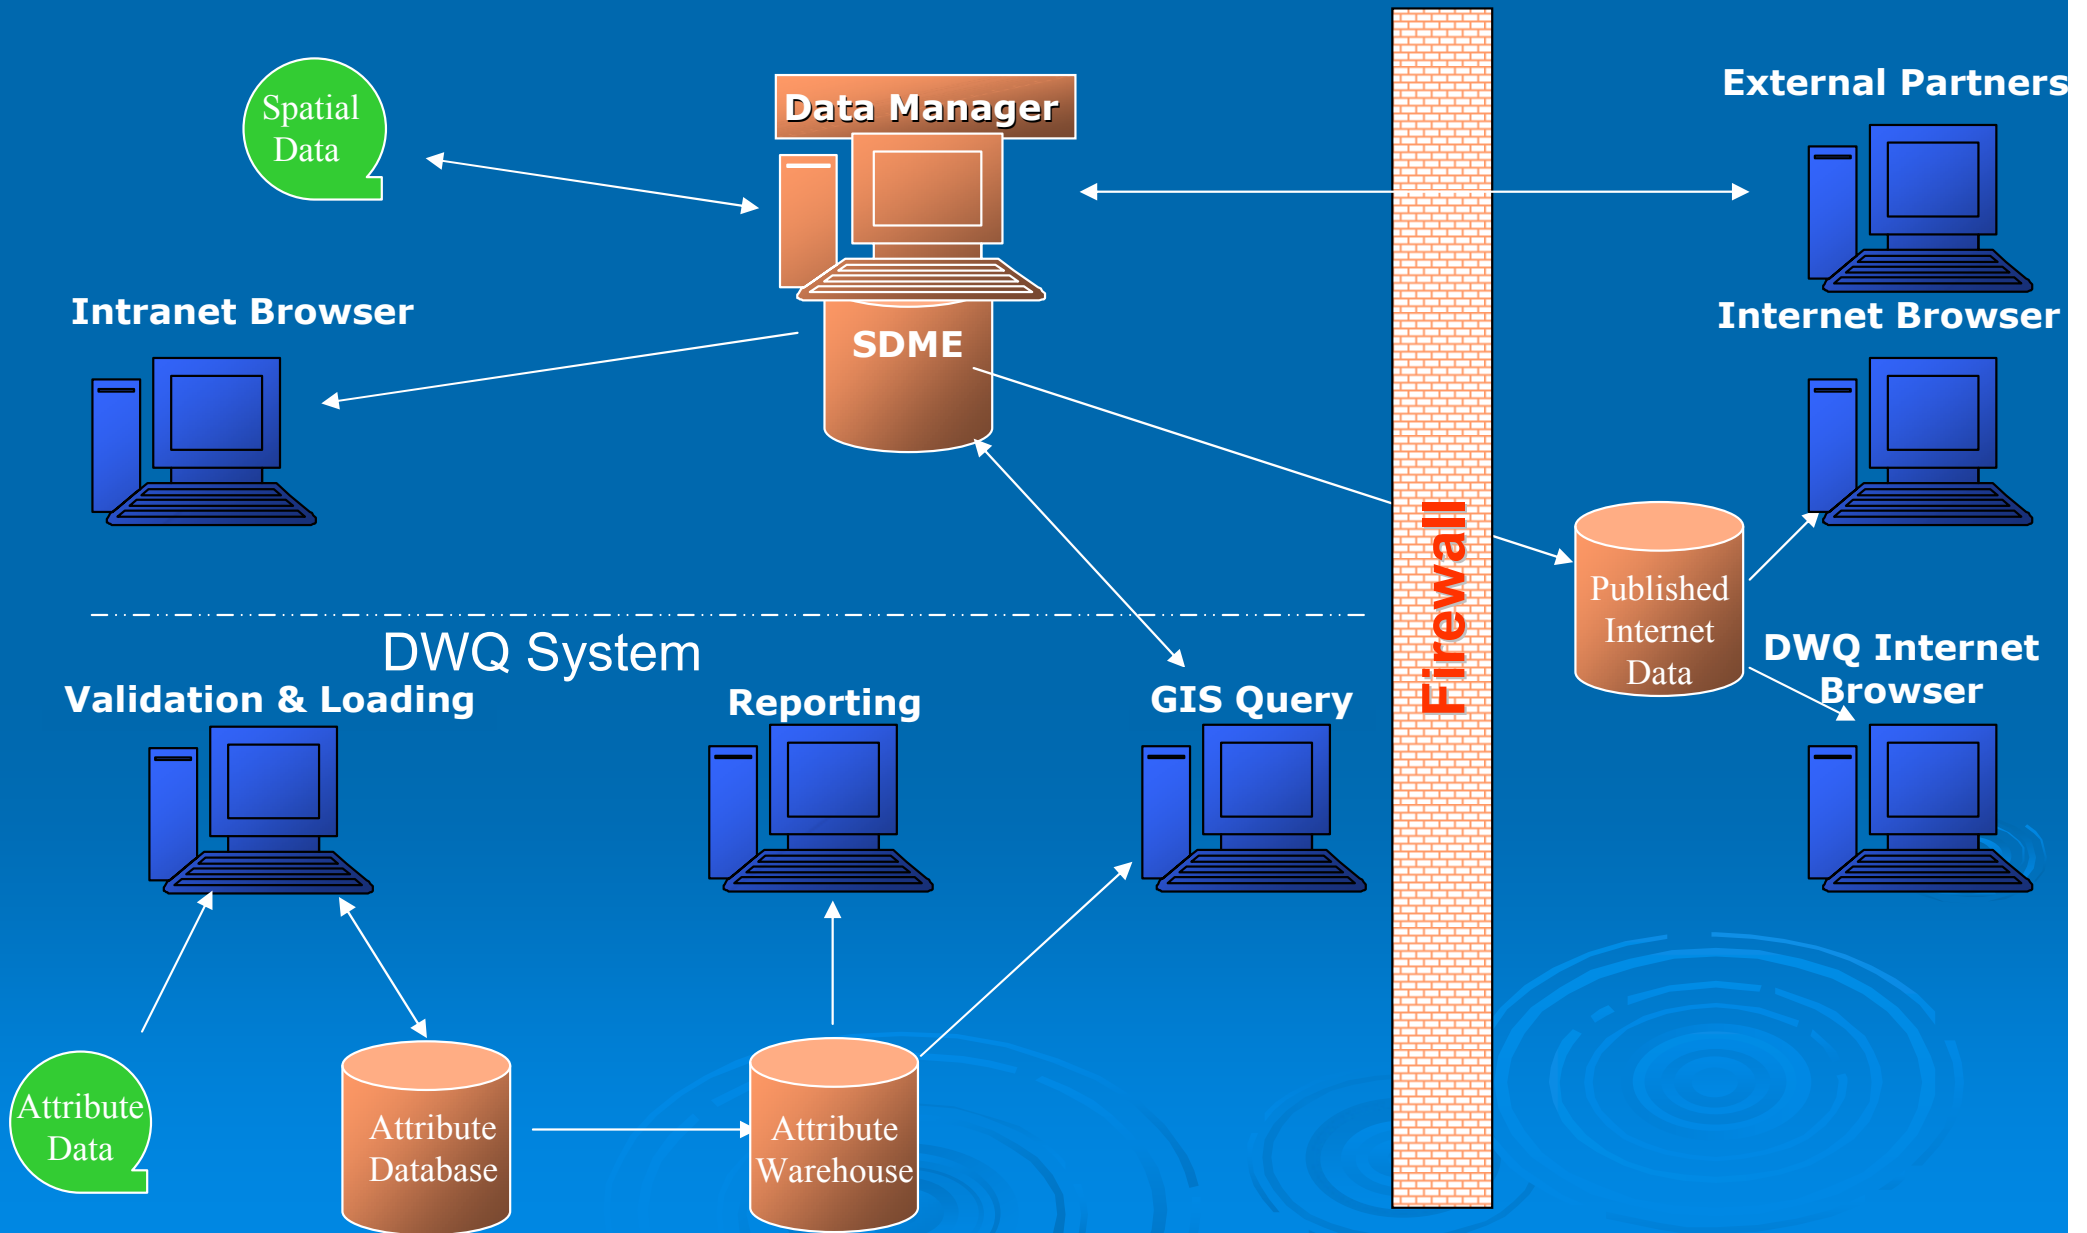 Spatial
Data
Data Manager
External Partners
Intranet Browser
SDME
Internet Browser
Firewall
Published
Internet
Data
DWQ System
Validation & Loading
Reporting
GIS Query
DWQ Internet
Browser
Attribute
Data
Attribute
Database
Attribute
Warehouse